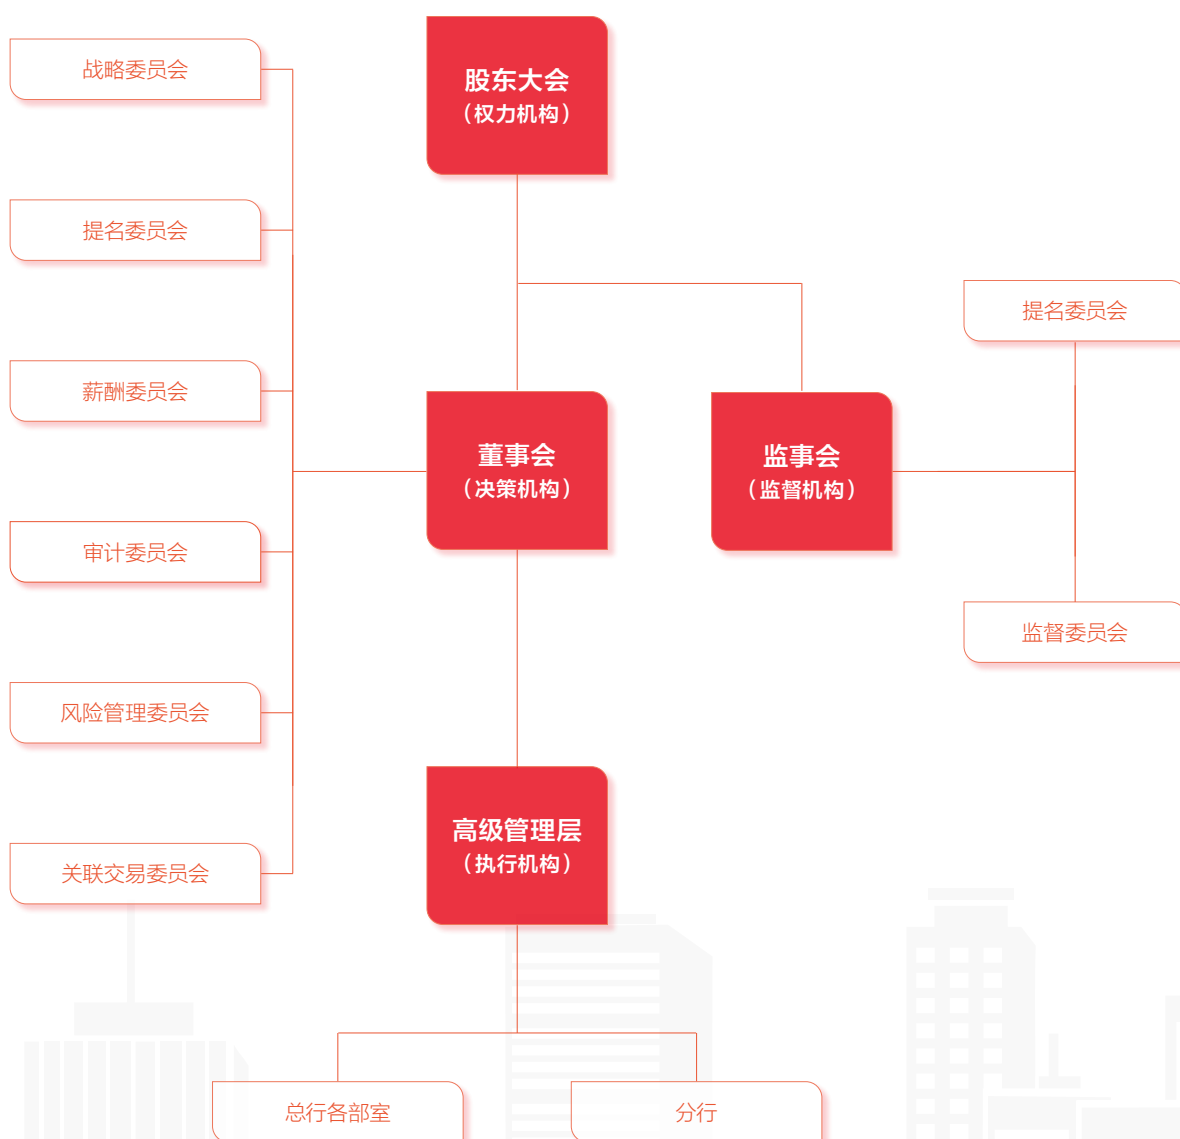 股东大会
（权力机构）
战略委员会
提名委员会
薪酬委员会
审计委员会
风险管理委员会
关联交易委员会
董事会
（决策机构）
监事会
（监督机构）
提名委员会
监督委员会
高级管理层
（执行机构）
总行各部室
分行